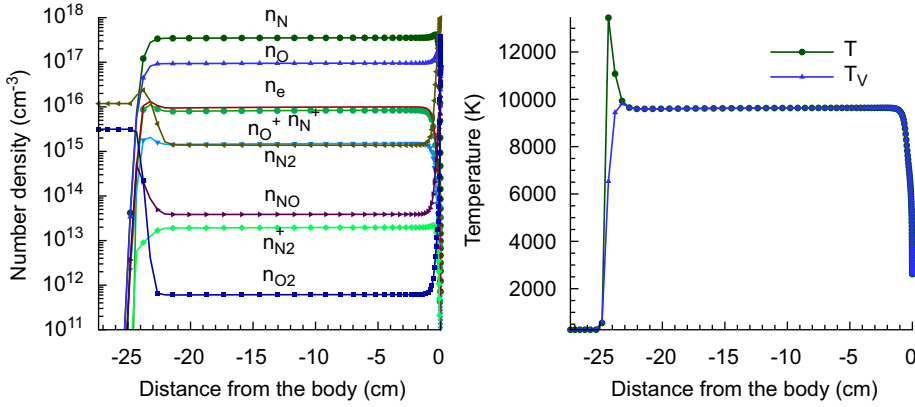 10^18
10^17
10^16
10^15
10^14
10^13
10^12
10^11
Number density (cm^-3)
n_N
n_O
n_e
n_O^+ n_N^+
n_N2
n_NO
n_N2^+
n_O2
-25 -20 -15 -10 -5 0
Distance from the body (cm)
12000
10000
8000
6000
4000
2000
Temperature (K)
T
T_V
-25 -20 -15 -10 -5 0
Distance from the body (cm)